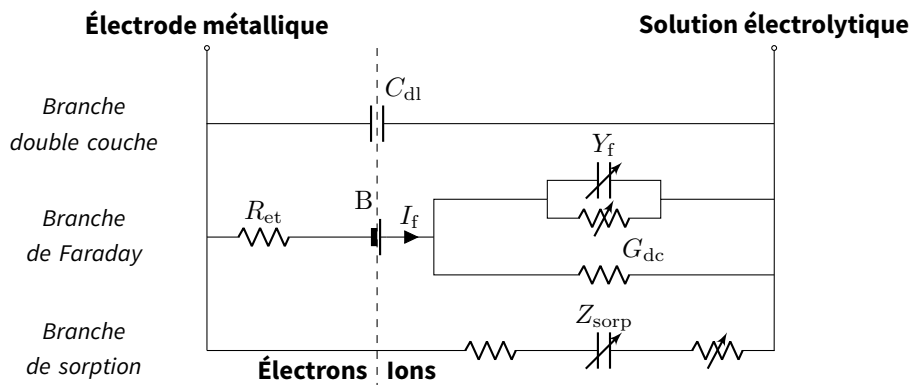 Électrode métallique
Solution électrolytique
Branche
double couche
C_dl
Y_f
Branche
de Faraday
R_et
B
I_f
G_dc
Branche
de sorption
Z_sorp
Électrons
Ions